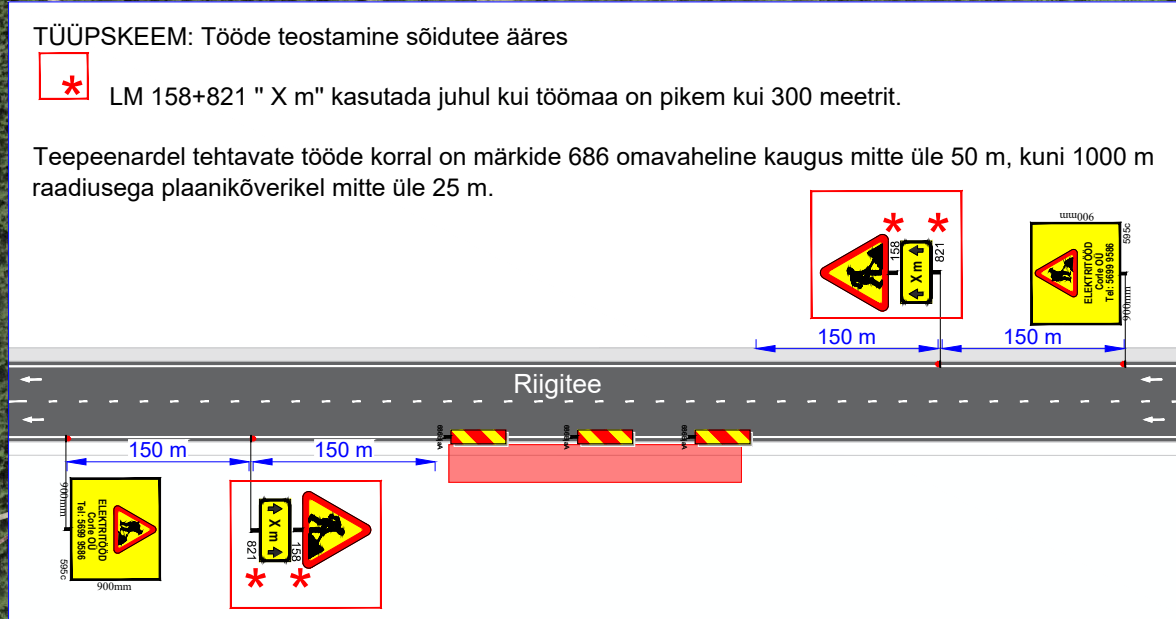 TÜÜPSKEEM: Tööde teostamine sõidutee ääres
* LM 158+821 " X m" kasutada juhul kui töömaa on pikem kui 300 meetrit.
Teepeenardel tehtavate tööde korral on märkide 686 omavaheline kaugus mitte üle 50 m, kuni 1000 m
raadiusega plaanikõverikel mitte üle 25 m.
* *
158
X m
821
900mm
595c
ELEKTRITÖÖD
Corle OÜ
Tel: 5699 9586
900mm
150 m
150 m
Riigitee
150 m
150 m
900mm
ELEKTRITÖÖD
Corle OÜ
Tel: 5699 9586
595c
900mm
X m
821
158
* *